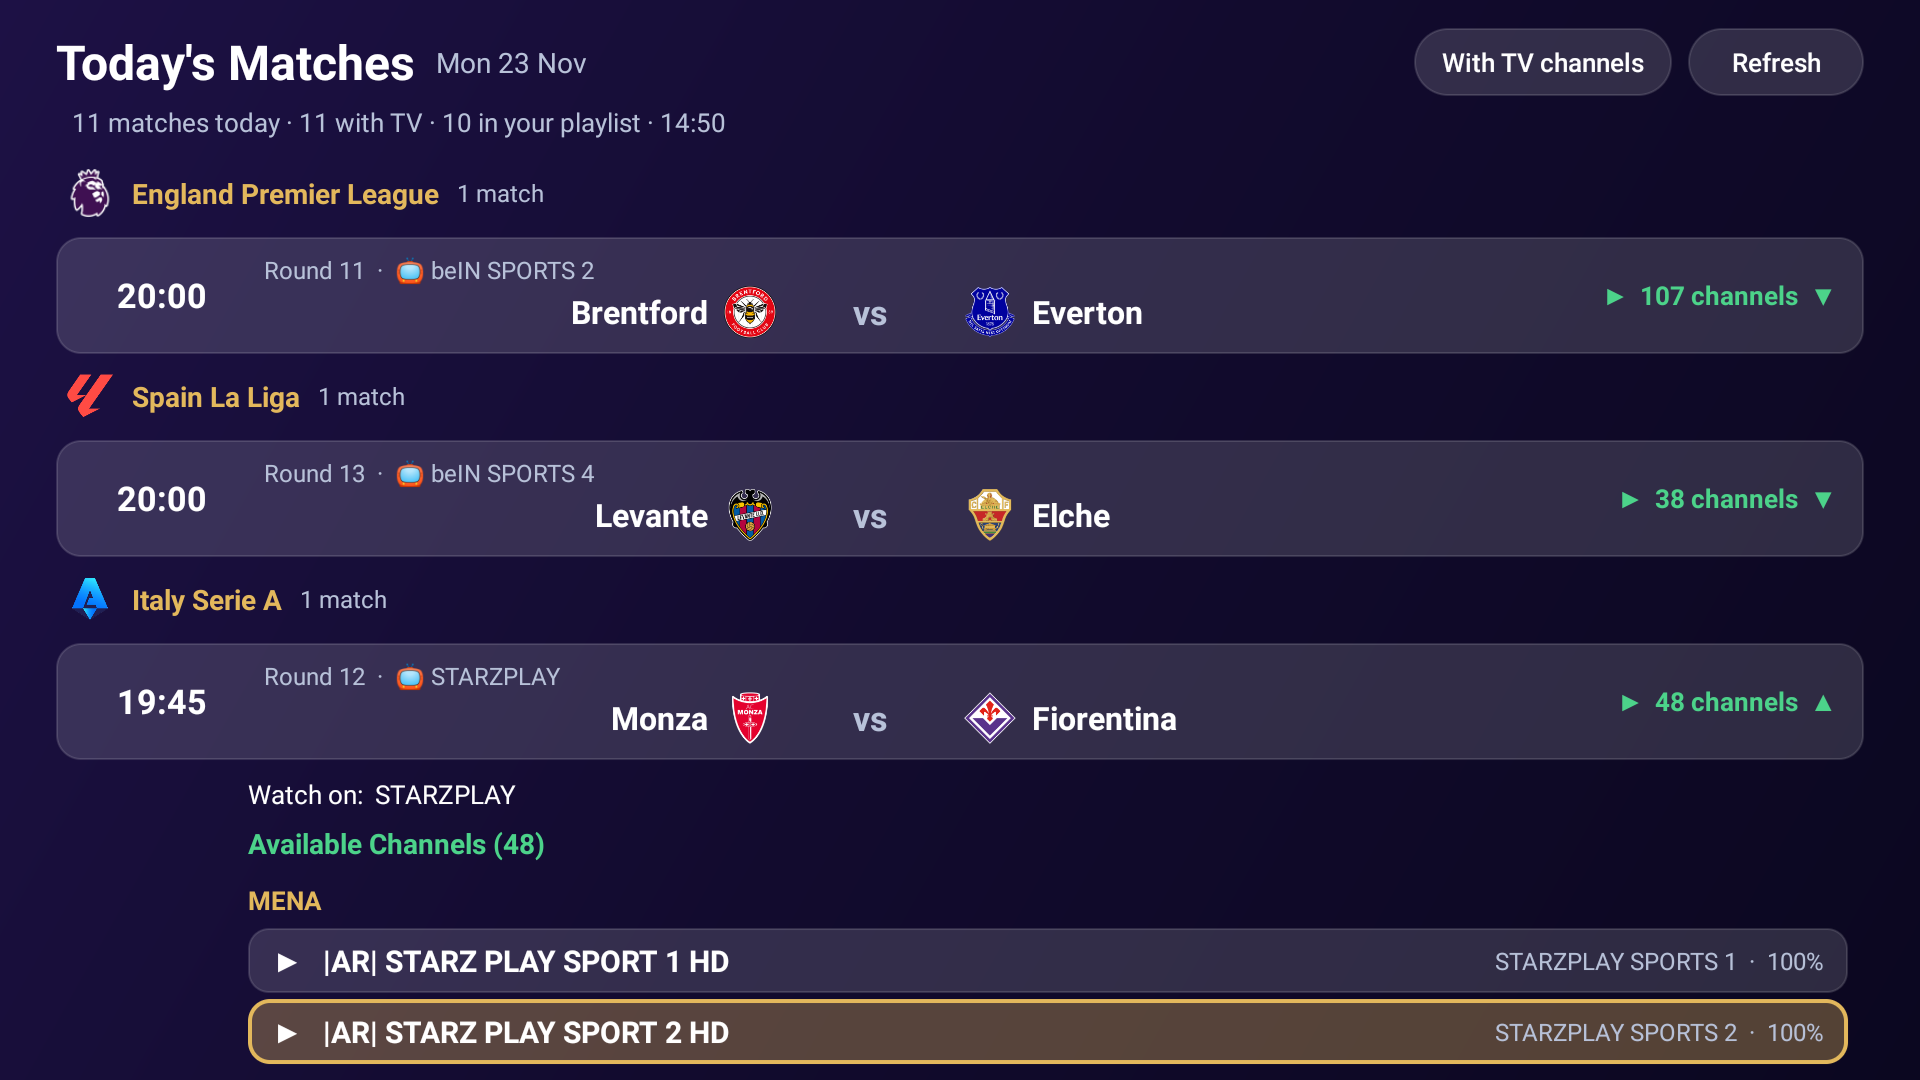 Today's Matches Mon 23 Nov With TV channels Refresh
11 matches today · 11 with TV · 10 in your playlist · 14:50
England Premier League 1 match
Round 11 · beIN SPORTS 2
20:00 Brentford vs Everton ▶ 107 channels ▼
Spain La Liga 1 match
Round 13 · beIN SPORTS 4
20:00 Levante vs Elche ▶ 38 channels ▼
Italy Serie A 1 match
Round 12 · STARZPLAY
19:45 Monza vs Fiorentina ▶ 48 channels ▲
Watch on: STARZPLAY
Available Channels (48)
MENA
▶ |AR| STARZ PLAY SPORT 1 HD STARZPLAY SPORTS 1 · 100%
▶ |AR| STARZ PLAY SPORT 2 HD STARZPLAY SPORTS 2 · 100%